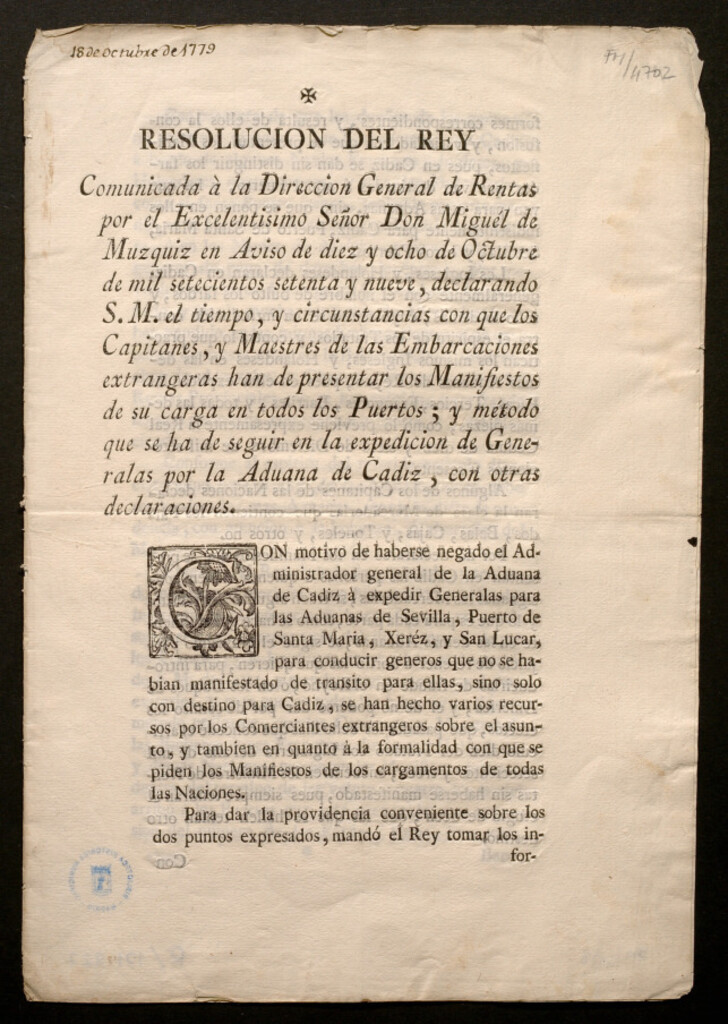 18 de Octubre de 1779
FM/4702
✠
RESOLUCION DEL REY
Comunicada à la Direccion General de Rentas
por el Excelentisimo Señor Don Miguél de
Muzquiz en Aviso de diez y ocho de Octubre
de mil setecientos setenta y nueve, declarando
S. M. el tiempo, y circunstancias con que los
Capitanes, y Maestres de las Embarcaciones
extrangeras han de presentar los Manifiestos
de su carga en todos los Puertos; y método
que se ha de seguir en la expedicion de Gene-
ralas por la Aduana de Cadiz, con otras
declaraciones.
CON motivo de haberse negado el Ad-
ministrador general de la Aduana
de Cadiz à expedir Generalas para
las Aduanas de Sevilla, Puerto de
Santa Maria, Xeréz, y San Lucar,
para conducir generos que no se ha-
bian manifestado de transito para ellas, sino solo
con destino para Cadiz, se han hecho varios recur-
sos por los Comerciantes extrangeros sobre el asun-
to, y tambien en quanto à la formalidad con que se
piden los Manifiestos de los cargamentos de todas
las Naciones.
Para dar la providencia conveniente sobre los
dos puntos expresados, mandó el Rey tomar los in-
for-